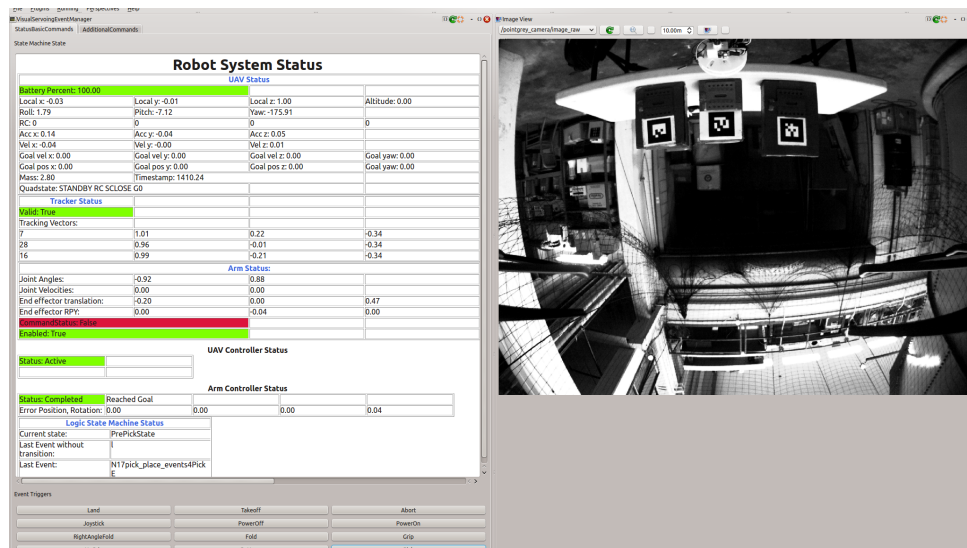 File Plugins Running Perspectives Help
VisualServoingEventManager
StatusBasicCommands AdditionalCommands
State Machine State
Robot System Status
UAV Status
Battery Percent: 100.00
Local x: -0.03 Local y: -0.01 Local z: 1.00 Altitude: 0.00
Roll: 1.79 Pitch: -7.12 Yaw: -175.91
RC: 0 0 0 0
Acc x: 0.14 Acc y: -0.04 Acc z: 0.05
Vel x: -0.04 Vel y: -0.00 Vel z: 0.01
Goal vel x: 0.00 Goal vel y: 0.00 Goal vel z: 0.00 Goal yaw: 0.00
Goal pos x: 0.00 Goal pos y: 0.00 Goal pos z: 0.00 Goal yaw: 0.00
Mass: 2.80 Timestamp: 1410.24
Quadstate: STANDBY RC SCLOSE G0
Tracker Status
Valid: True
Tracking Vectors:
7 1.01 0.22 -0.34
28 0.96 -0.01 -0.34
16 0.99 -0.21 -0.34
Arm Status:
Joint Angles: -0.92 0.88
Joint Velocities: 0.00 0.00
End effector translation: -0.20 0.00 0.47
End effector RPY: 0.00 -0.04 0.00
CommandStatus: False
Enabled: True
UAV Controller Status
Status: Active
Arm Controller Status
Status: Completed Reached Goal
Error Position, Rotation: 0.00 0.00 0.00 0.04
Logic State Machine Status
Current state: PrePickState
Last Event without l
transition:
Last Event: N17pick_place_events4Pick
E
Event Triggers
Land Takeoff Abort
Joystick PowerOff PowerOn
RightAngleFold Fold Grip
Image View
/pointgrey_camera/image_raw 10.00m